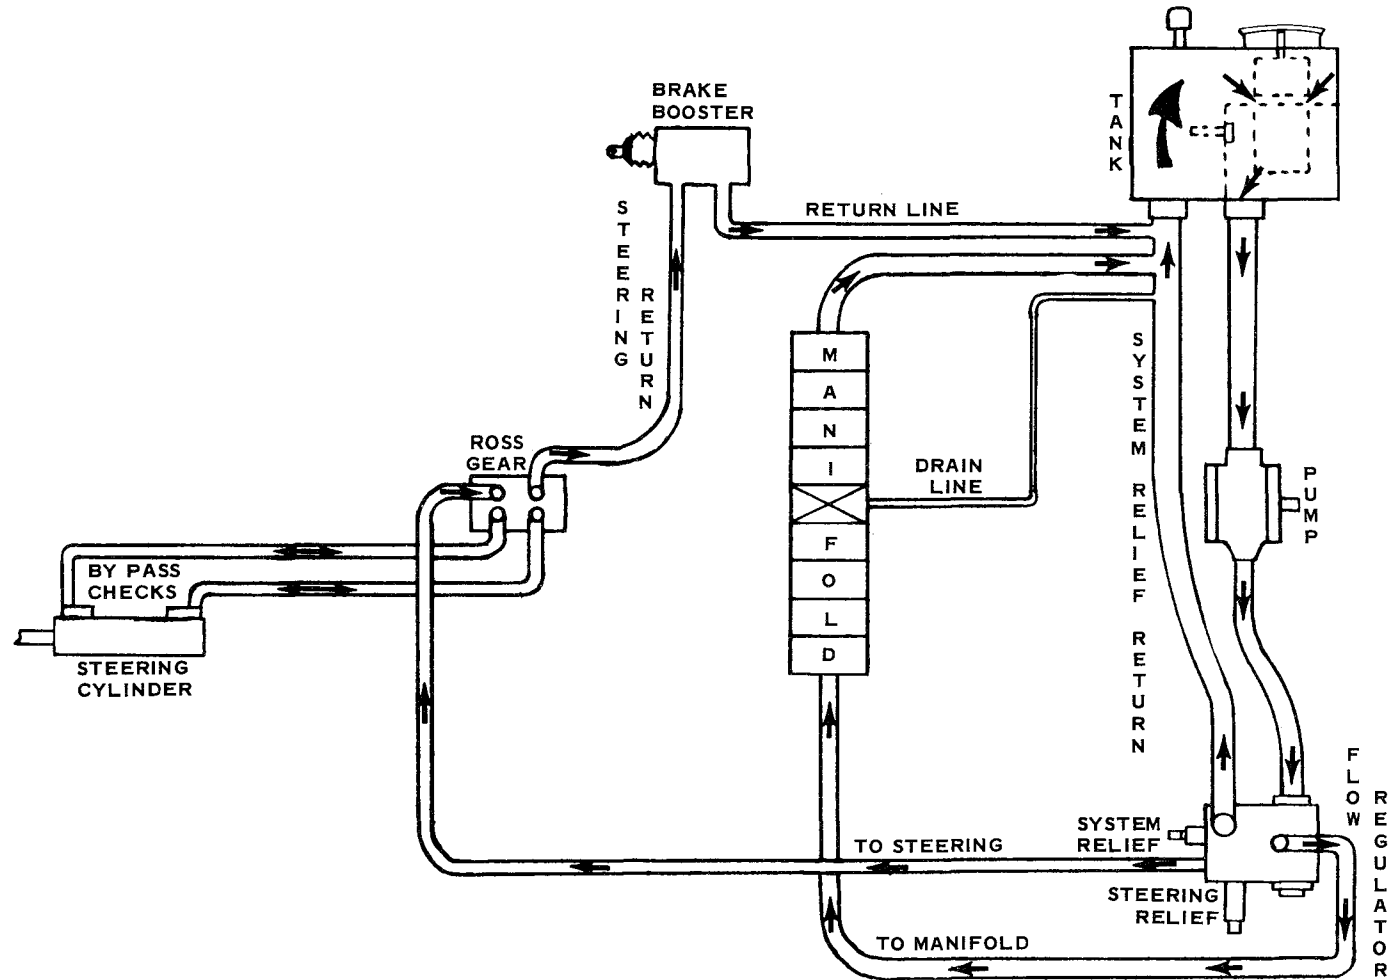 BRAKE
BOOSTER
TANK
STEERING
RETURN
RETURN LINE
MANIFOLD
SYSTEM RELIEF RETURN
ROSS
GEAR
DRAIN
LINE
PUMP
BY PASS
CHECKS
STEERING
CYLINDER
FLOW
REGULATOR
SYSTEM
RELIEF
TO STEERING
STEERING
RELIEF
TO MANIFOLD